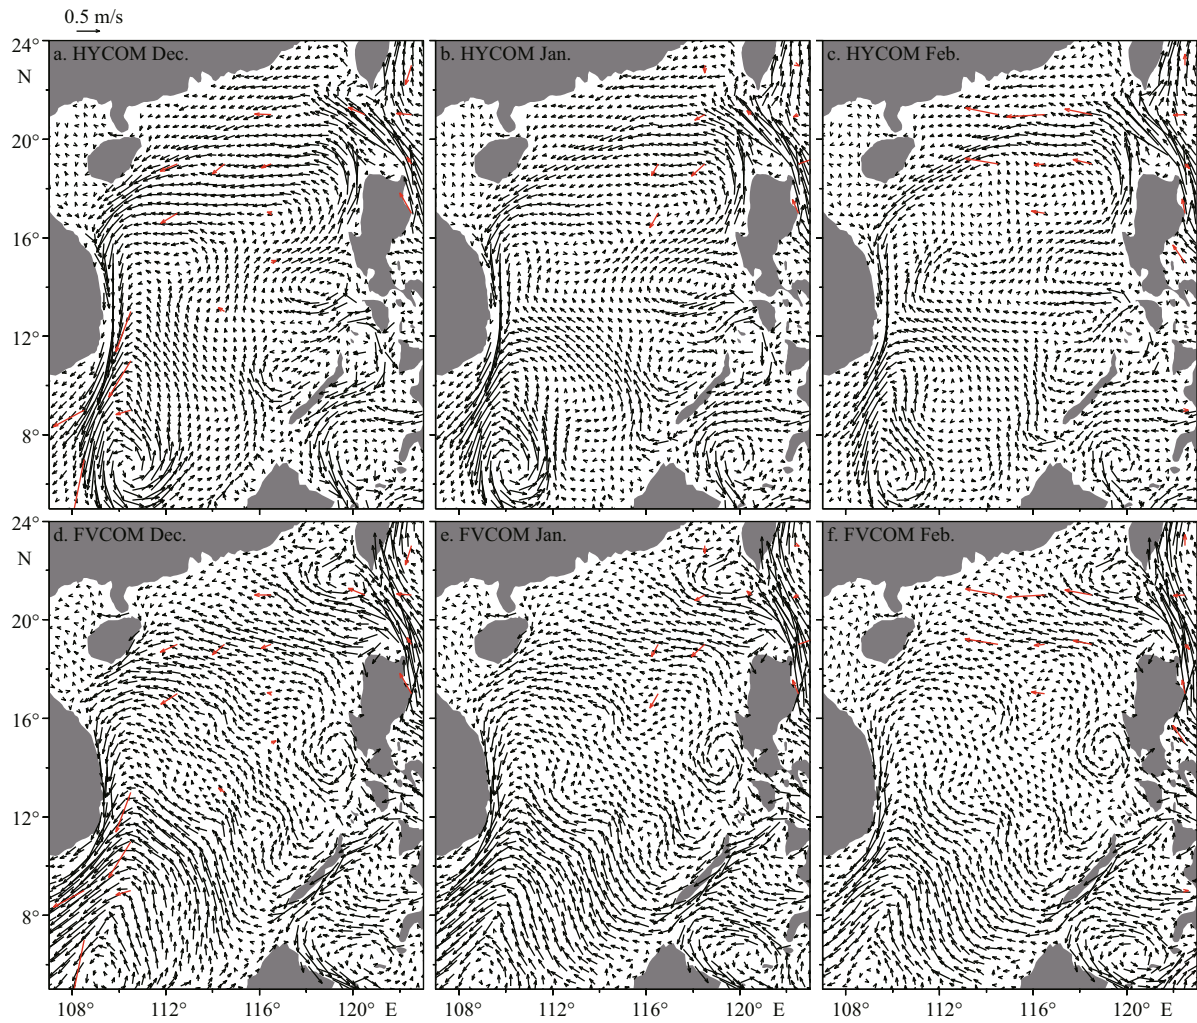 0.5 m/s
24°
N
20°
16°
12°
8°
a. HYCOM Dec.
b. HYCOM Jan.
c. HYCOM Feb.
24°
N
20°
16°
12°
8°
d. FVCOM Dec.
e. FVCOM Jan.
f. FVCOM Feb.
108° 112° 116° 120° E
108° 112° 116° 120° E
108° 112° 116° 120° E